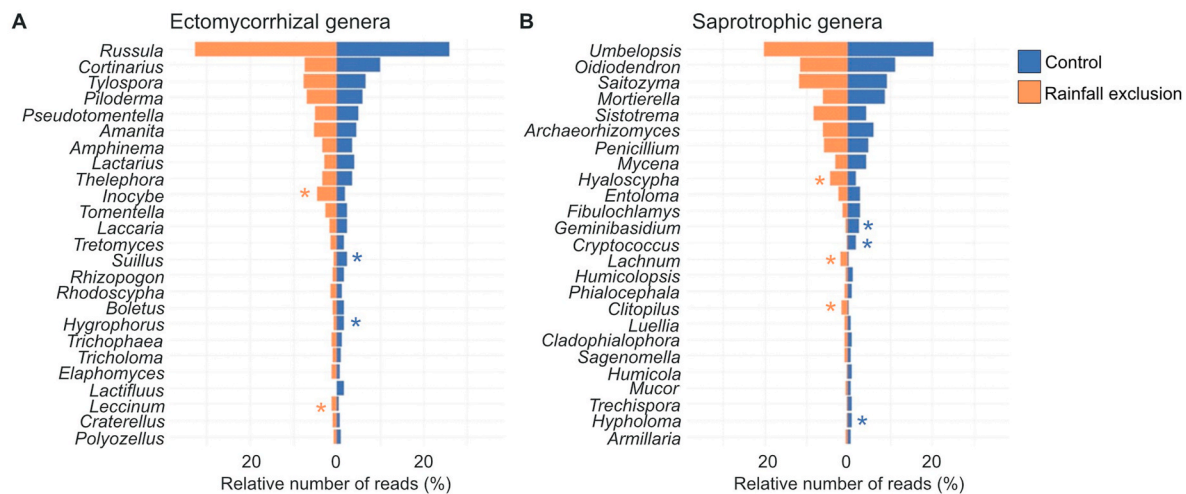 A
Ectomycorrhizal genera
Russula
Cortinarius
Tylospora
Piloderma
Pseudotomentella
Amanita
Amphinema
Lactarius
Thelephora
* Inocybe
Tomentella
Laccaria
Tretomyces
Suillus *
Rhizopogon
Rhodoscypha
Boletus
Hygrophorus *
Trichophaea
Tricholoma
Elaphomyces
Lactifluus
* Leccinum
Craterellus
Polyozellus
20 0 20
Relative number of reads (%)
B
Saprotrophic genera
Umbelopsis
Oidiodendron
Saitozyma
Mortierella
Sistotrema
Archaeorhizomyces
Penicillium
Mycena
Hyaloscypha *
Entoloma
Fibulochlamys
Geminibasidium *
Cryptococcus *
Lachnum *
Humicolopsis
Phialocephala
Clitopilus *
Luellia
Cladophialophora
Sagenomella
Humicola
Mucor
Trechispora
Hypholoma *
Armillaria
20 0 20
Relative number of reads (%)
Control
Rainfall exclusion